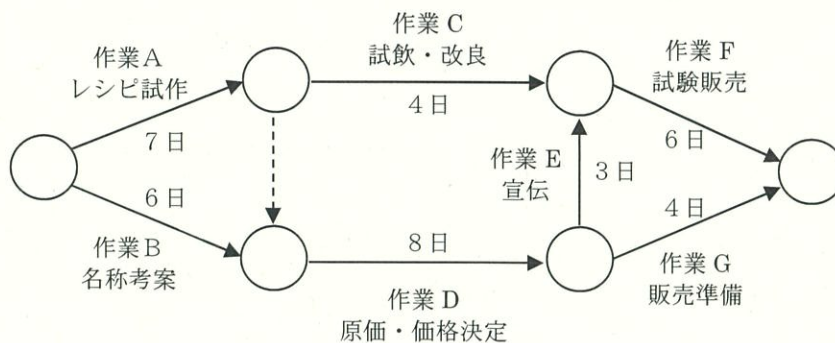 作業A
レシピ試作
7日
作業 C
試飲・改良
4日
作業 F
試験販売
6日
作業 E
宣伝
3日
6日
作業B
名称考案
8日
作業 D
原価・価格決定
4日
作業 G
販売準備